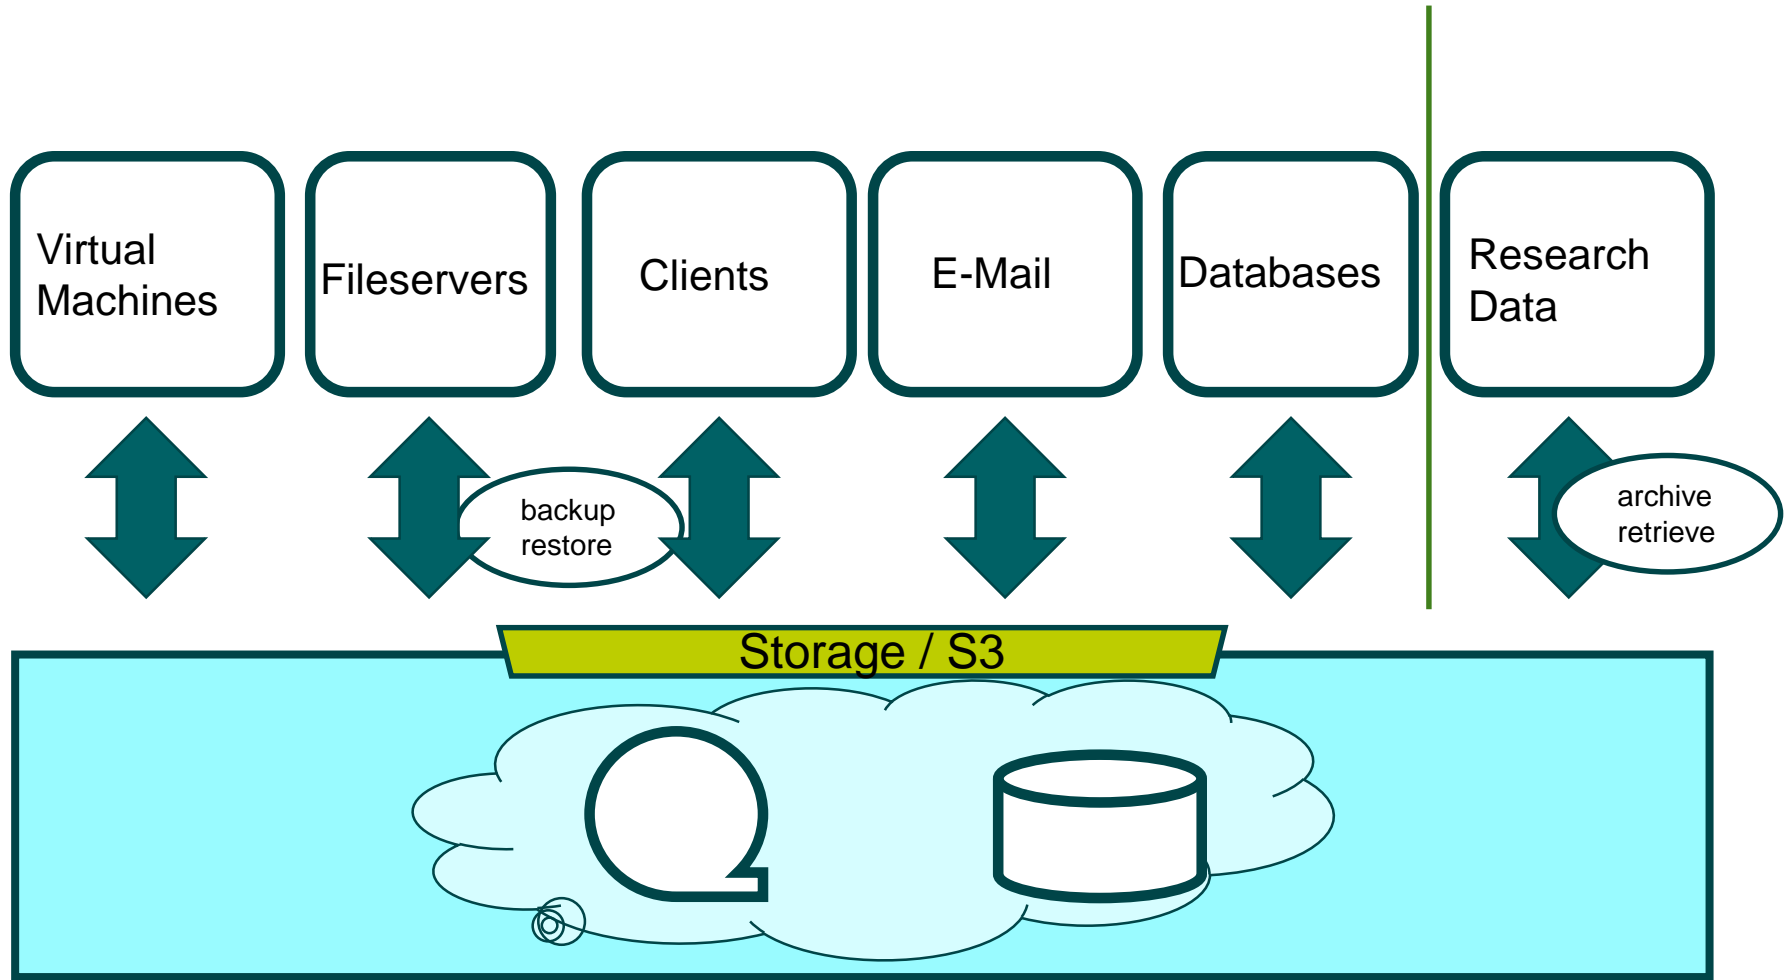 Virtual
Machines
Fileservers
Clients
E-Mail
Databases
Research
Data
backup
restore
archive
retrieve
Storage / S3